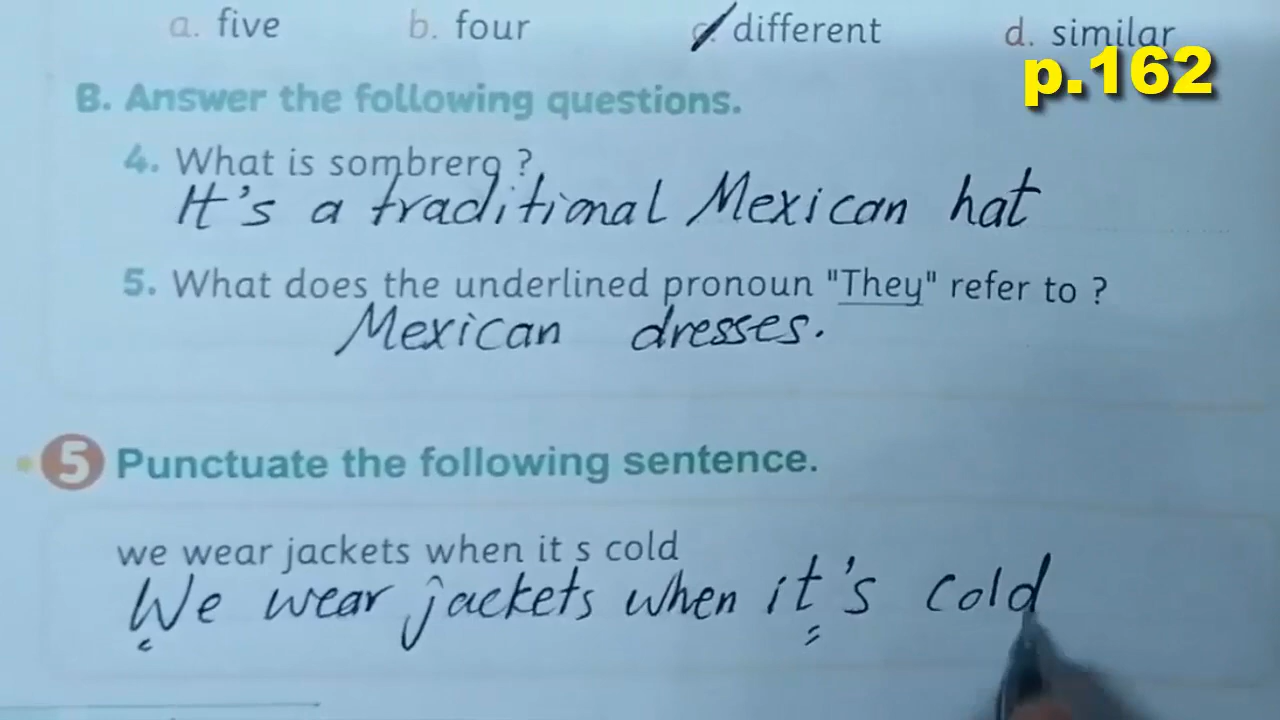 a. five b. four c. different d. similar
p.162
B. Answer the following questions.
4. What is sombrero ?
It's a traditional Mexican hat
5. What does the underlined pronoun "They" refer to ?
Mexican dresses.
5 Punctuate the following sentence.
we wear jackets when it s cold
We wear jackets when it's cold